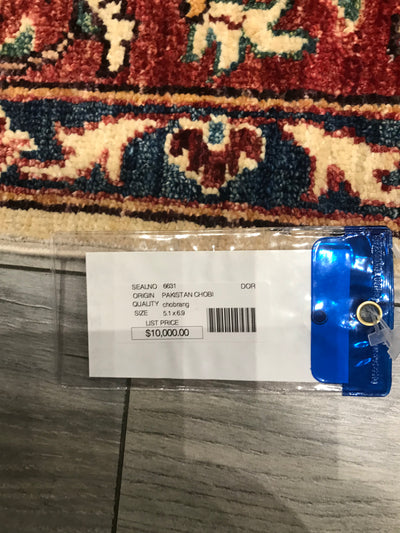 SEALNO 6631 DOR
ORIGIN PAKISTAN CHOBI
QUALITY chobrang
SIZE 5.1 x 6.9
LIST PRICE
$10,000.00